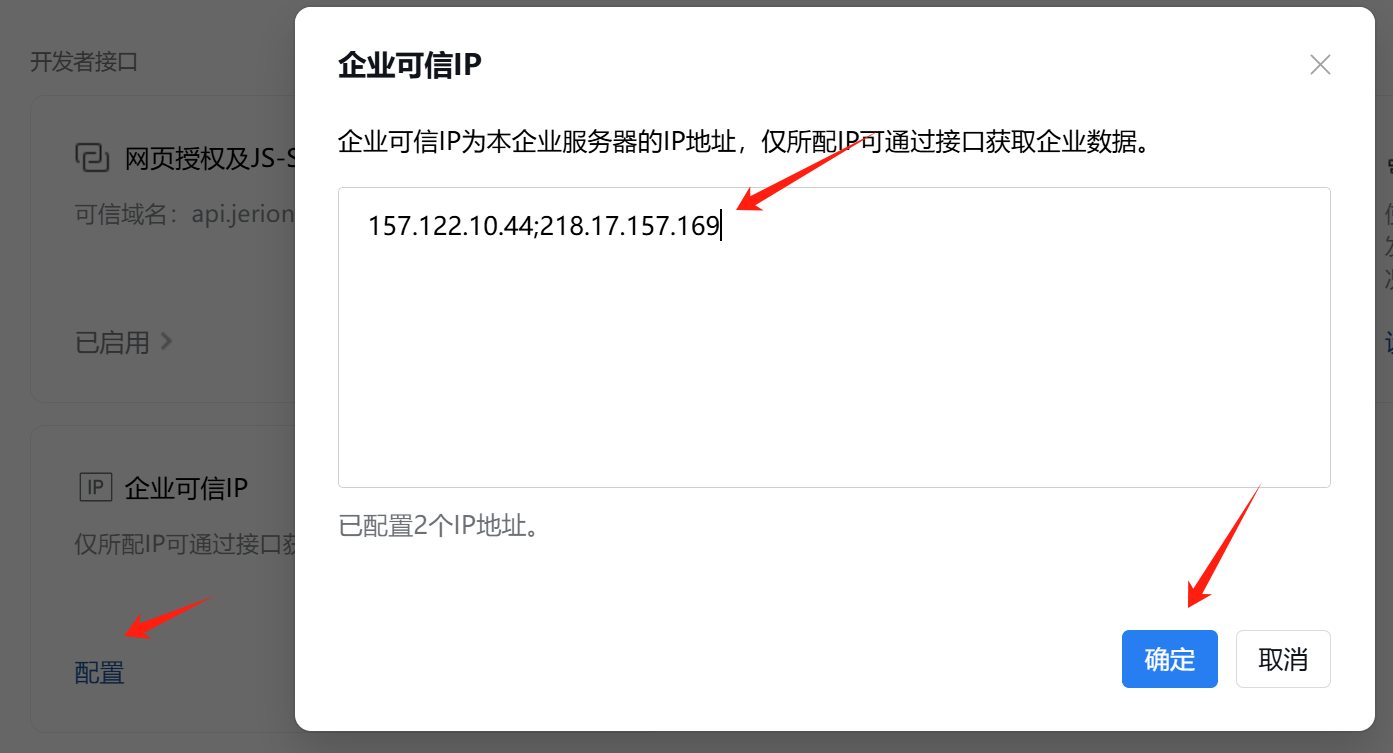 开发者接口
网页授权及JS-S
可信域名：api.jerion
已启用
IP 企业可信IP
仅所配IP可通过接口获
配置
企业可信IP
企业可信IP为本企业服务器的IP地址，仅所配IP可通过接口获取企业数据。
157.122.10.44;218.17.157.169
已配置2个IP地址。
确定
取消